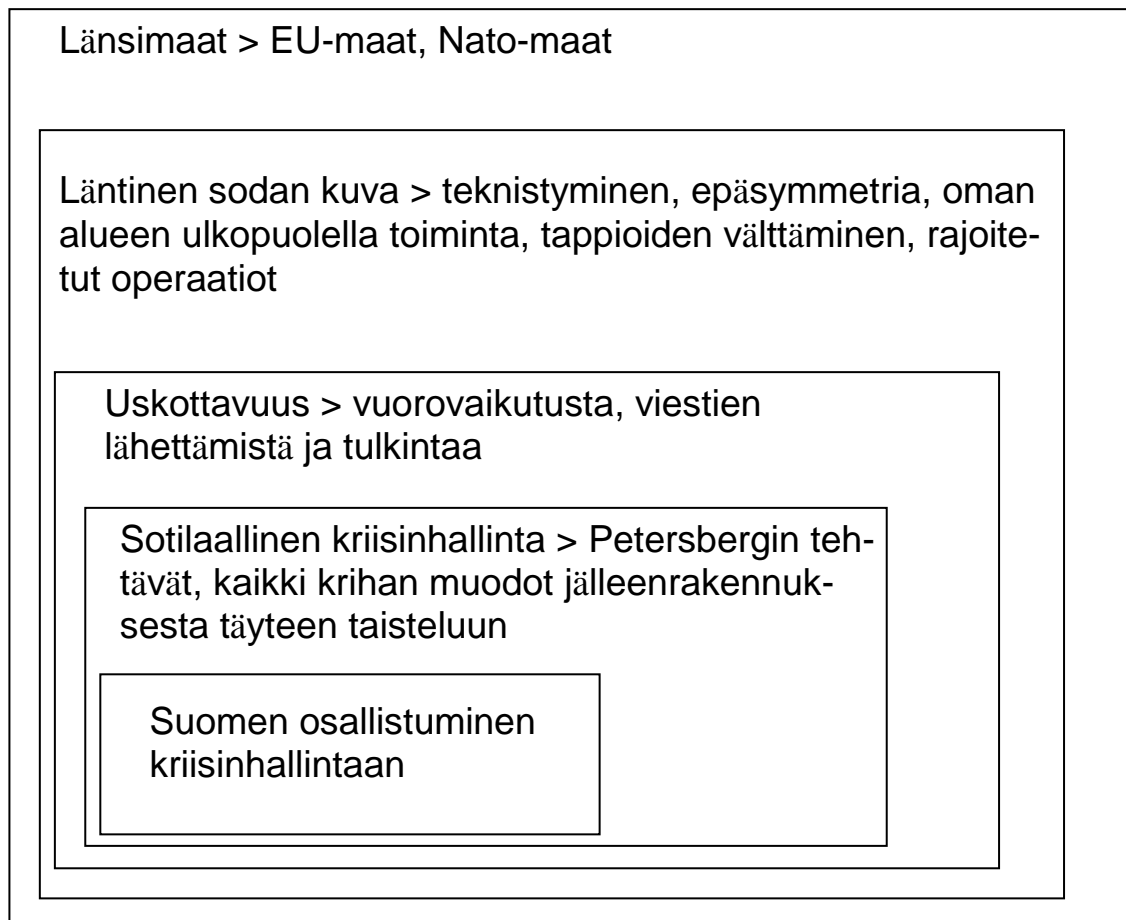 Länsimaat > EU-maat, Nato-maat
Läntinen sodan kuva > teknistyminen, epäsymmetria, oman
alueen ulkopuolella toiminta, tappioiden välttäminen, rajoite-
tut operaatiot
Uskottavuus > vuorovaikutusta, viestien
lähettämistä ja tulkintaa
Sotilaallinen kriisinhallinta > Petersbergin teh-
tävät, kaikki krihan muodot jälleenrakennuk-
sesta täyteen taisteluun
Suomen osallistuminen
kriisinhallintaan